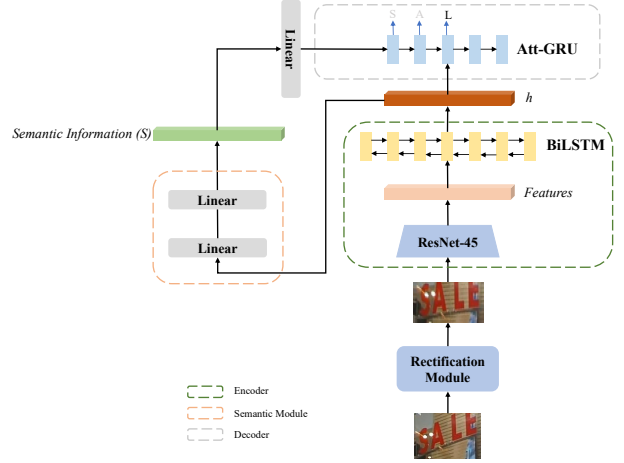 S A L
Linear
Att-GRU
h
Semantic Information (S)
BiLSTM
Linear
Features
Linear
ResNet-45
SALE
Rectification
Module
Encoder
Semantic Module
Decoder
SALE